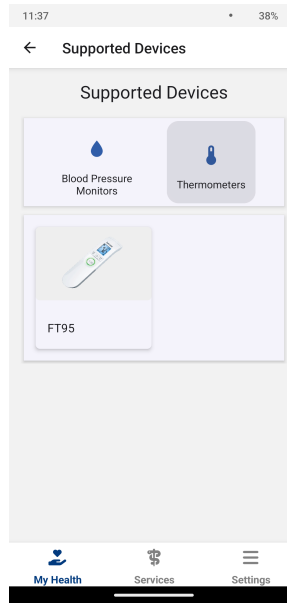 11:37
38%
Supported Devices
Supported Devices
Blood Pressure
Monitors
Thermometers
FT95
My Health
Services
Settings